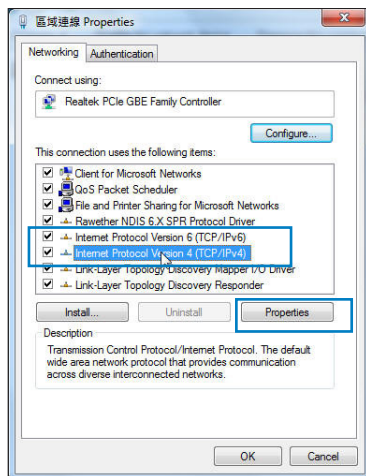 區域連線 Properties
Networking
Authentication
Connect using:
Realtek PCIe GBE Family Controller
Configure...
This connection uses the following items:
Client for Microsoft Networks
QoS Packet Scheduler
File and Printer Sharing for Microsoft Networks
Rawether NDIS 6.X SPR Protocol Driver
Internet Protocol Version 6 (TCP/IPv6)
Internet Protocol Version 4 (TCP/IPv4)
Link-Layer Topology Discovery Mapper I/O Driver
Link-Layer Topology Discovery Responder
Install...
Uninstall
Properties
Description
Transmission Control Protocol/Internet Protocol. The default
wide area network protocol that provides communication
across diverse interconnected networks.
OK
Cancel